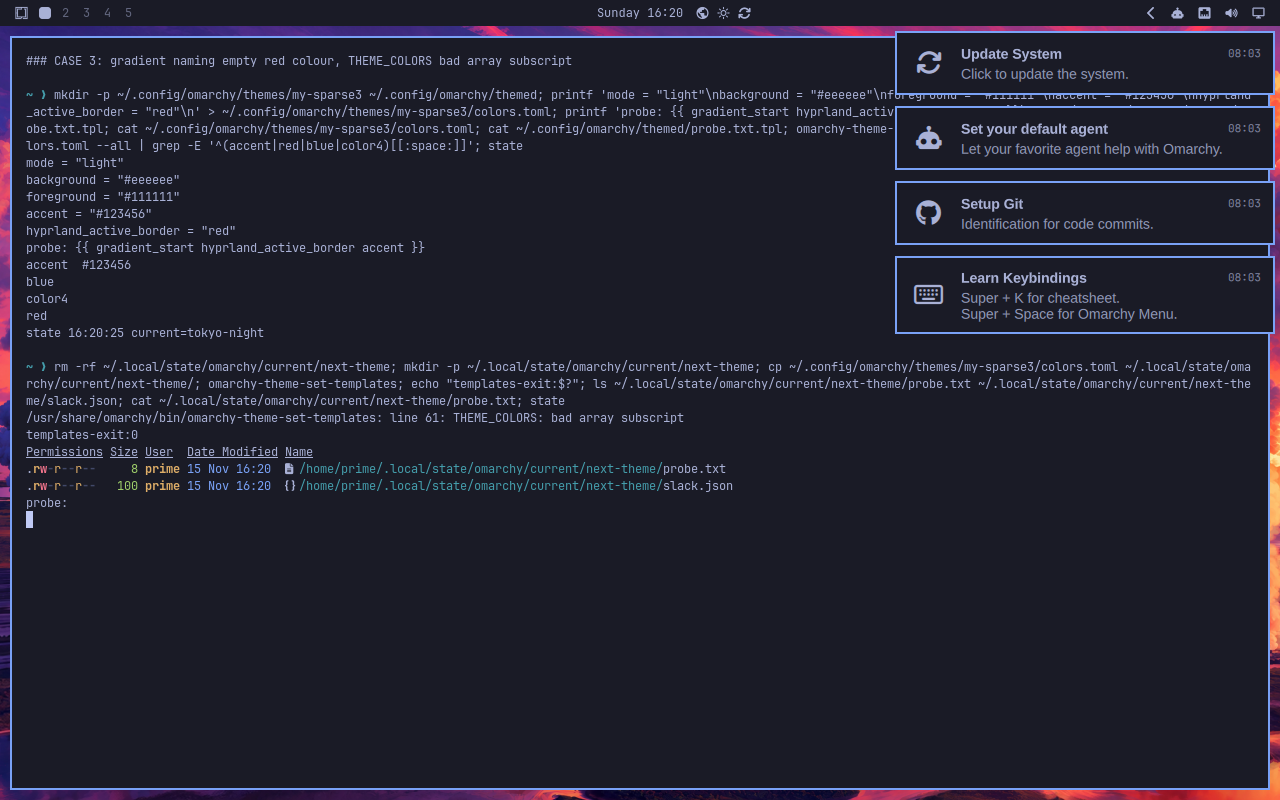 2 3 4 5 Sunday 16:20
### CASE 3: gradient naming empty red colour, THEME_COLORS bad array subscript
~ ❯ mkdir -p ~/.config/omarchy/themes/my-sparse3 ~/.config/omarchy/themed; printf 'mode = "light"\nbackground = "#eeeeee"\nforeground = "#111111"\naccent = "#123456"\nhyprland
_active_border = "red"\n' > ~/.config/omarchy/themes/my-sparse3/colors.toml; printf 'probe: {{ gradient_start hyprland_activ
obe.txt.tpl; cat ~/.config/omarchy/themes/my-sparse3/colors.toml; cat ~/.config/omarchy/themed/probe.txt.tpl; omarchy-theme-
lors.toml --all | grep -E '^(accent|red|blue|color4)[[:space:]]'; state
mode = "light"
background = "#eeeeee"
foreground = "#111111"
accent = "#123456"
hyprland_active_border = "red"
probe: {{ gradient_start hyprland_active_border accent }}
accent  #123456
blue
color4
red
state 16:20:25 current=tokyo-night
~ ❯ rm -rf ~/.local/state/omarchy/current/next-theme; mkdir -p ~/.local/state/omarchy/current/next-theme; cp ~/.config/omarchy/themes/my-sparse3/colors.toml ~/.local/state/oma
rchy/current/next-theme/; omarchy-theme-set-templates; echo "templates-exit:$?"; ls ~/.local/state/omarchy/current/next-theme/probe.txt ~/.local/state/omarchy/current/next-the
me/slack.json; cat ~/.local/state/omarchy/current/next-theme/probe.txt; state
/usr/share/omarchy/bin/omarchy-theme-set-templates: line 61: THEME_COLORS: bad array subscript
templates-exit:0
Permissions Size User  Date Modified Name
.rw-r--r--     8 prime 15 Nov 16:20  /home/prime/.local/state/omarchy/current/next-theme/probe.txt
.rw-r--r--   100 prime 15 Nov 16:20  {} /home/prime/.local/state/omarchy/current/next-theme/slack.json
probe:
Update System 08:03
Click to update the system.
Set your default agent 08:03
Let your favorite agent help with Omarchy.
Setup Git 08:03
Identification for code commits.
Learn Keybindings 08:03
Super + K for cheatsheet.
Super + Space for Omarchy Menu.